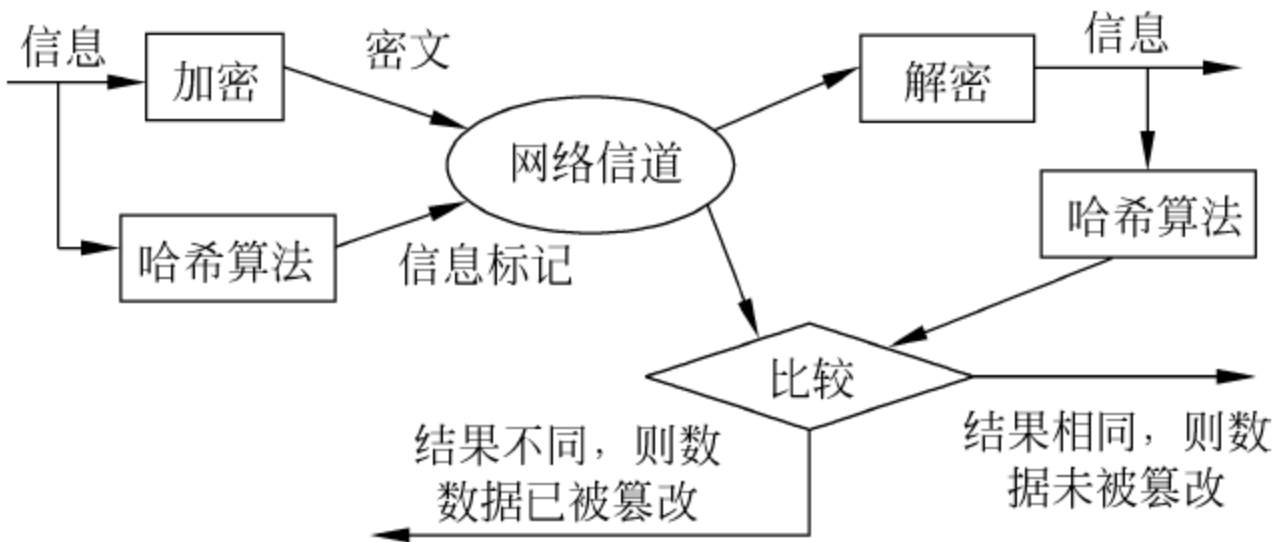 信息
加密
密文
哈希算法
信息标记
网络信道
解密
信息
哈希算法
比较
结果不同，则数
数据已被篡改
结果相同，则数
据未被篡改